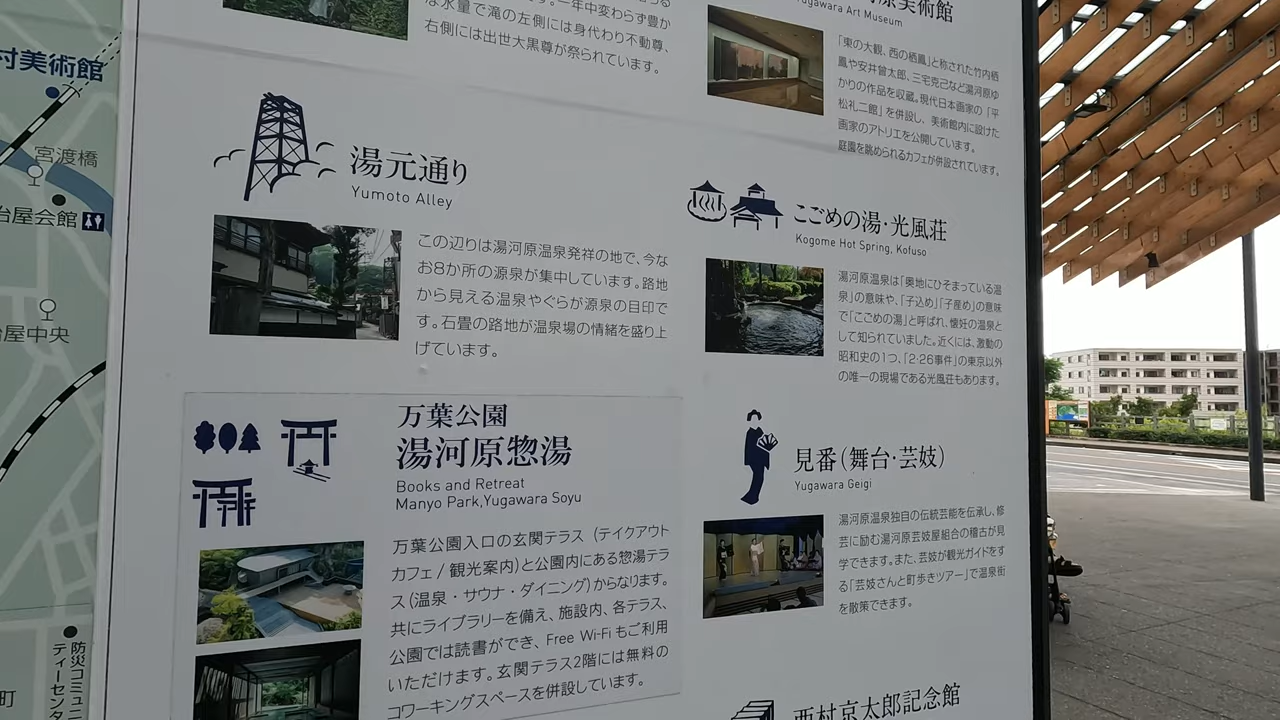 村美術館
宮渡橋
屋会館
屋中央
防災コミュニ
ティーセンタ
町
な水量で滝の左側には身代わり不動尊、
右側には出世大黒尊が祭られています。
湯元通り
Yumoto Alley
この辺りは湯河原温泉発祥の地で、今な
お8か所の源泉が集中しています。路地
から見える温泉やぐらが源泉の目印で
す。石畳の路地が温泉場の情緒を盛り上
げています。
万葉公園
湯河原惣湯
Books and Retreat
Manyo Park,Yugawara Soyu
万葉公園入口の玄関テラス (テイクアウト
カフェ / 観光案内)と公園内にある惣湯テラ
ス(温泉・サウナ・ダイニング)からなります。
共にライブラリーを備え、施設内、各テラス、
公園では読書ができ、Free Wi-Fi もご利用
いただけます。玄関テラス2階には無料の
コワーキングスペースを併設しています。
美術館
Yugawara Art Museum
「東の大観、西の栖鳳」と称された竹内栖
鳳や安井曾太郎、三宅克己など湯河原ゆ
かりの作品を収蔵。現代日本画家の「平
松礼二館」を併設し、美術館内に設けた
画家のアトリエを公開しています。
庭園を眺められるカフェが併設されています。
こごめの湯・光風荘
Kogome Hot Spring, Kofuso
湯河原温泉は「奥地にひそまっている温
泉」の意味や、「子込め」「子産め」の意味
で「こごめの湯」と呼ばれ、懐妊の温泉と
して知られていました。近くには、激動の
昭和史の1つ、「2・26事件」の東京以外
の唯一の現場である光風荘もあります。
見番(舞台・芸妓)
Yugawara Geigi
湯河原温泉独目の伝統芸能を伝承し、修
芸に励む湯河原芸妓屋組合の稽古が見
学できます。また、芸妓が観光ガイドをす
る「芸妓さんと町歩きツアー」で温泉街
を散策できます。
西村京太郎記念館